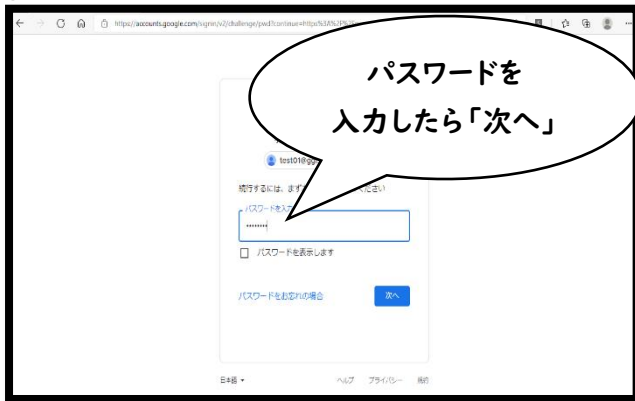 https://accounts.google.com/signin/v2/challenge/pwd?continue=https%3A%2F%2F
パスワードを
入力したら「次へ」
test01@gg
続行するには、まず
ください
パスワードを入力
••••••••
パスワードを表示します
パスワードをお忘れの場合
次へ
日本語
ヘルプ プライバシー 規約